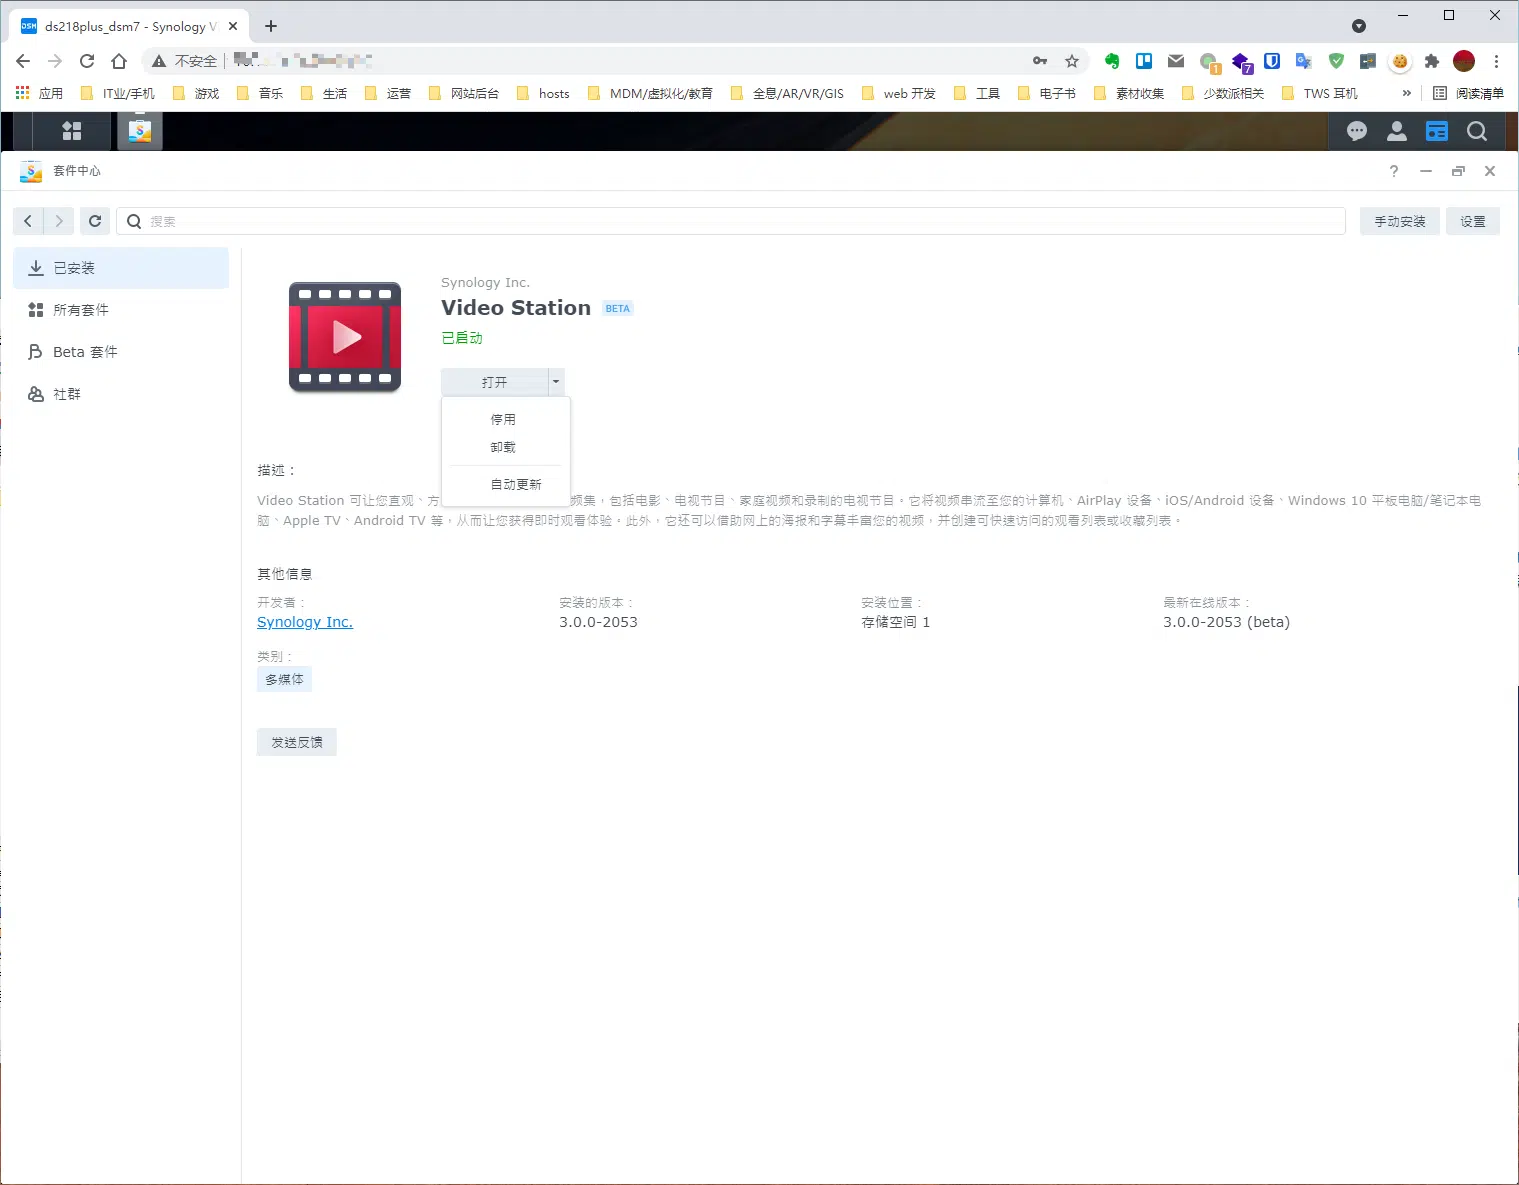 ds218plus_dsm7 - Synology V
不安全
应用 IT业/手机 游戏 音乐 生活 运营 网站后台 hosts MDM/虚拟化/教育 全息/AR/VR/GIS web 开发 工具 电子书 素材收集 少数派相关 TWS 耳机 » 阅读清单
套件中心
搜索 手动安装 设置
已安装
所有套件
Beta 套件
社群
Synology Inc.
Video Station BETA
已启动
打开
停用
卸载
自动更新
描述：
Video Station 可让您直观、方 频集，包括电影、电视节目、家庭视频和录制的电视节目。它将视频串流至您的计算机、AirPlay 设备、iOS/Android 设备、Windows 10 平板电脑/笔记本电
脑、Apple TV、Android TV 等，从而让您获得即时观看体验。此外，它还可以借助网上的海报和字幕丰富您的视频，并创建可快速访问的观看列表或收藏列表。
其他信息
开发者： 安装的版本： 安装位置： 最新在线版本：
Synology Inc. 3.0.0-2053 存储空间 1 3.0.0-2053 (beta)
类别：
多媒体
发送反馈